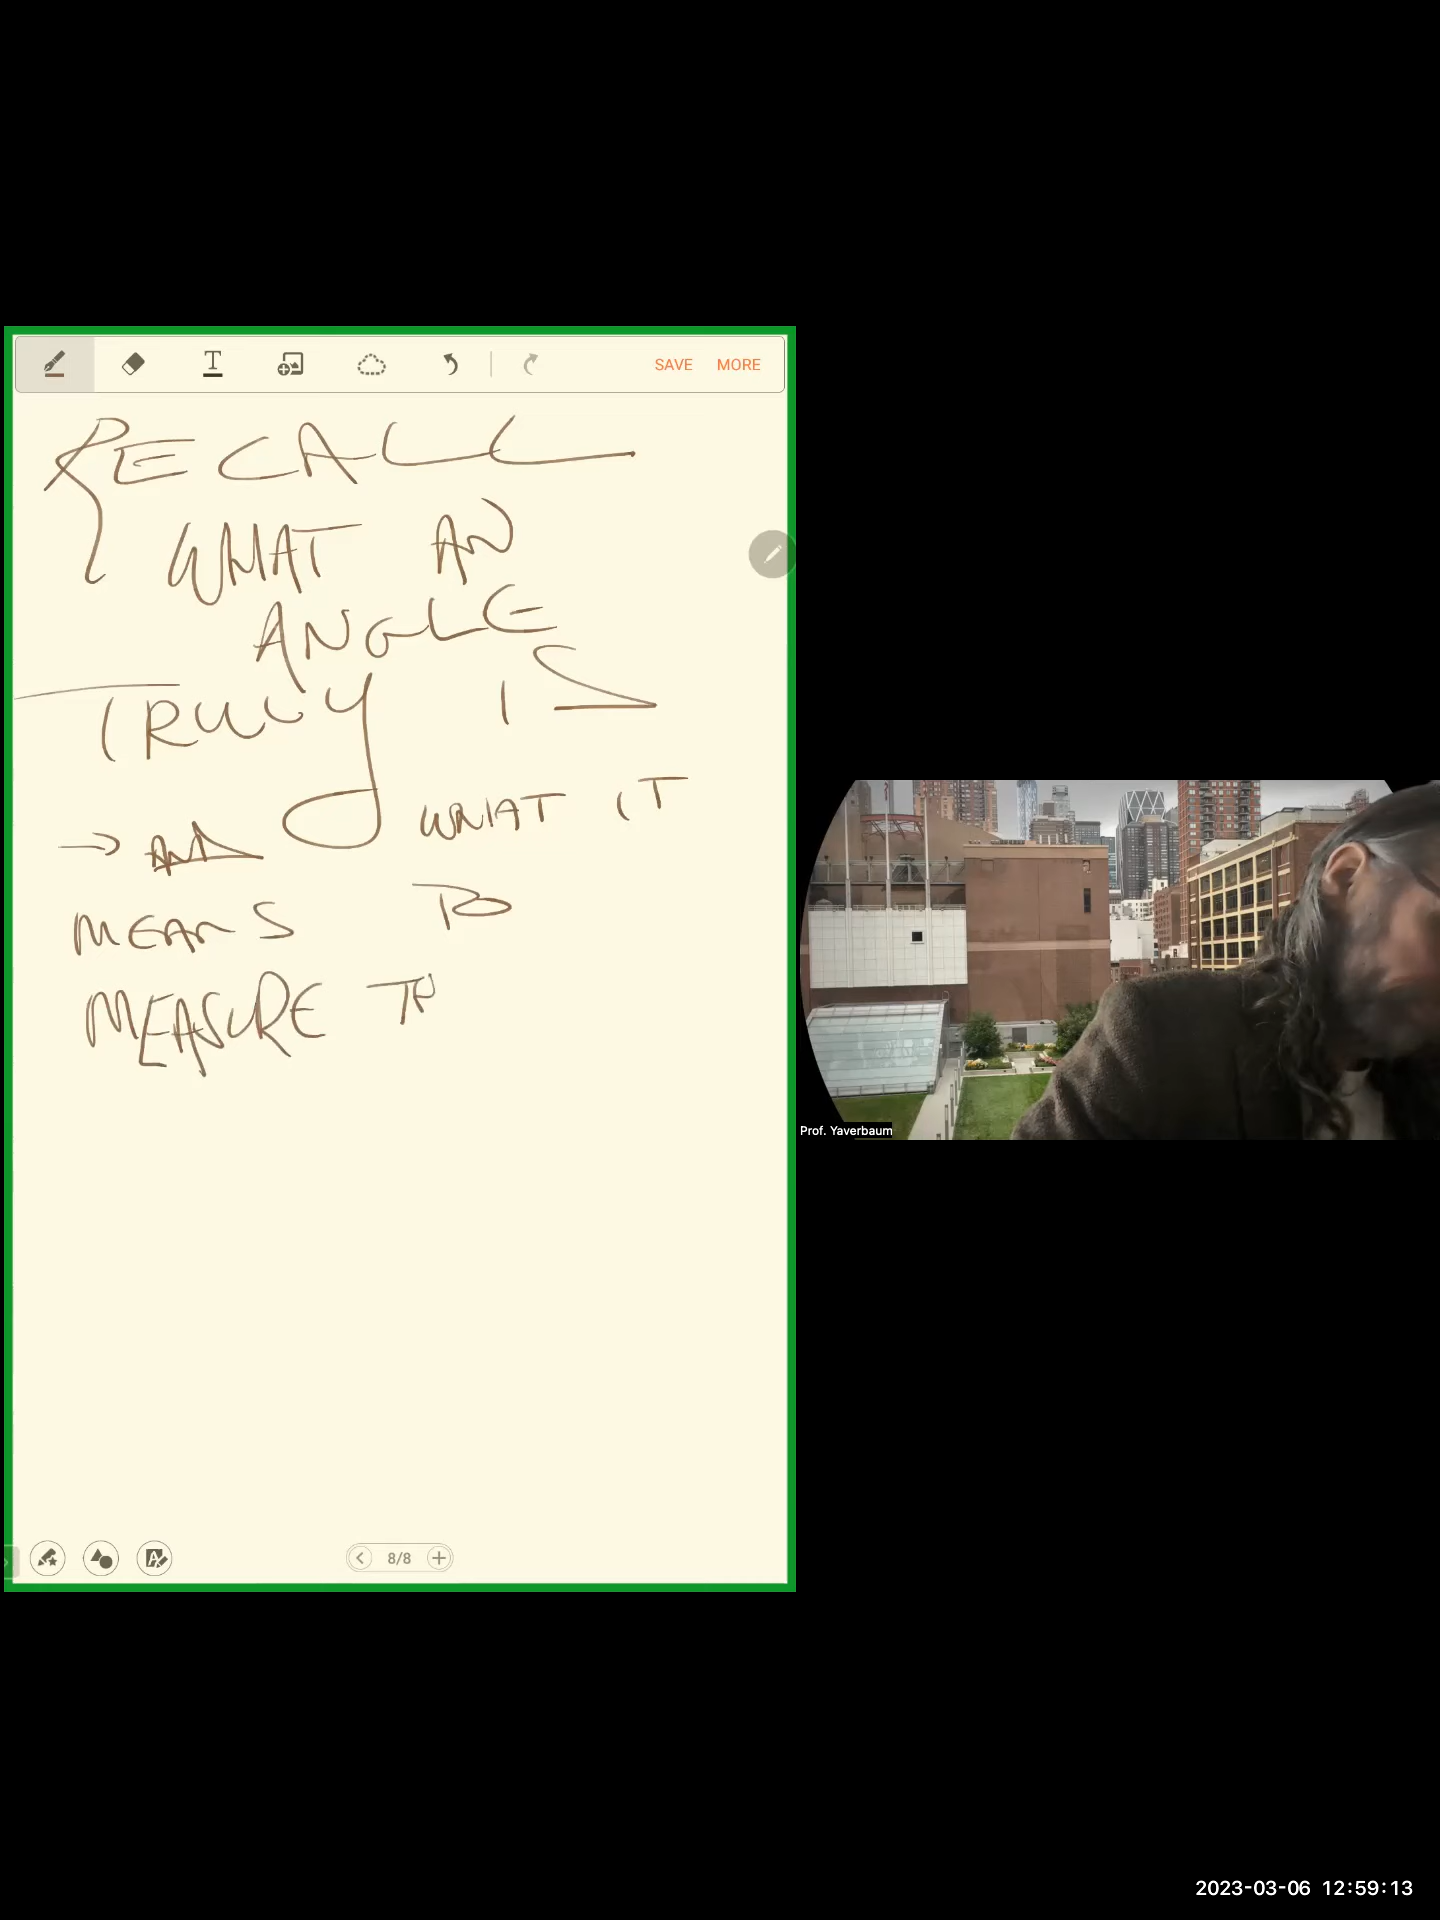 SAVE MORE
RECALL
WHAT AN
ANGLE
TRULY IS
→ AND WHAT IT
MEANS TO
MEASURE TH
8/8
Prof. Yaverbaum
2023-03-06 12:59:13